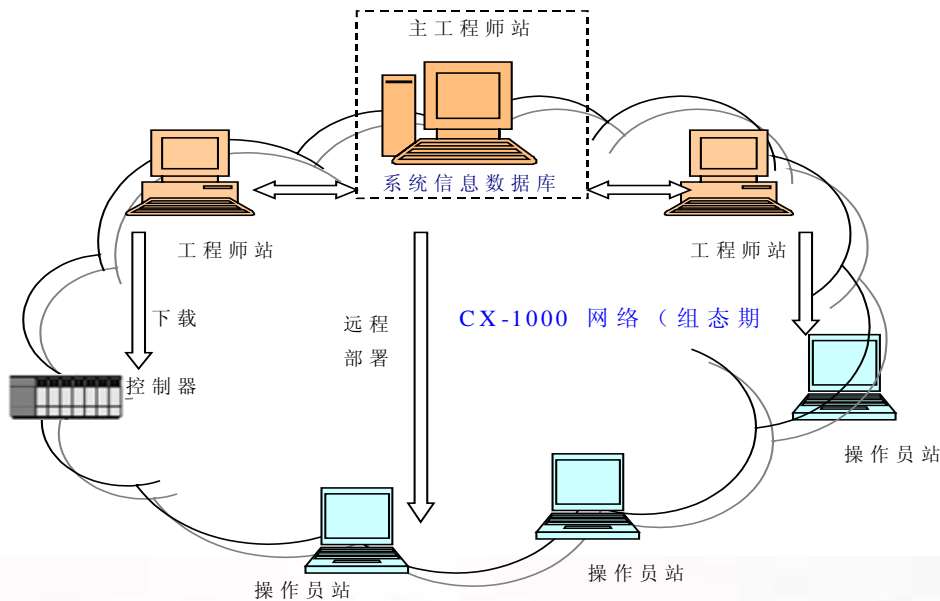 主工程师站
系统信息数据库
工程师站
工程师站
下载
远程
部署
CX-1000 网络（组态期
控制器
操作员站
操作员站
操作员站